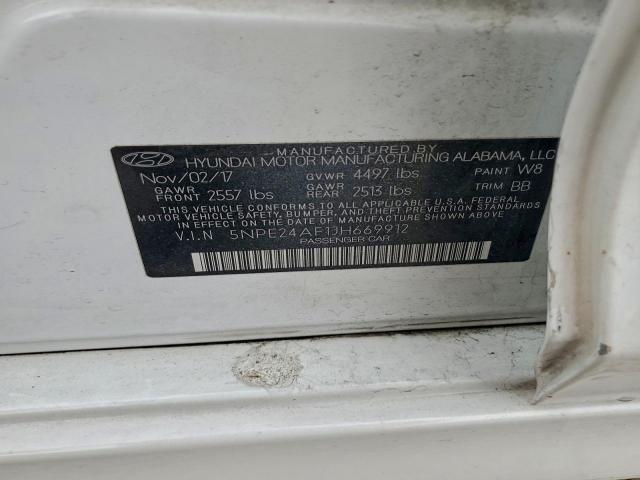 MANUFACTURED BY
HYUNDAI MOTOR MANUFACTURING ALABAMA, LLC
Nov/02/17 GVWR 4497 lbs PAINT W8
GAWR FRONT 2557 lbs GAWR REAR 2513 lbs TRIM BB
THIS VEHICLE CONFORMS TO ALL APPLICABLE U.S.A FEDERAL
MOTOR VEHICLE SAFETY, BUMPER, AND THEFT PREVENTION
STANDARDS IN EFFECT ON THE DATE OF MANUFACTURE SHOWN ABOVE.
V.I.N 5NPE24AF1JH669912
PASSENGER CAR